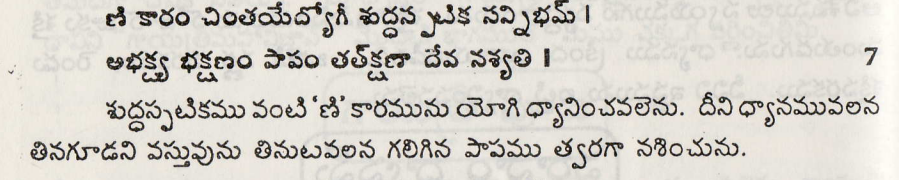 ణి కారం చింతయేద్యోగీ శుద్ధస్ఫటిక సన్నిభమ్ |
అభక్ష్య భక్షణం పాపం తత్‌క్షణా దేవ నశ్యతి | 7
శుద్ధస్ఫటికము వంటి ‘ణి’ కారమును యోగి ధ్యానించవలెను. దీని ధ్యానమువలన
తినగూడని వస్తువును తినుటవలన గలిగిన పాపము త్వరగా నశించును.